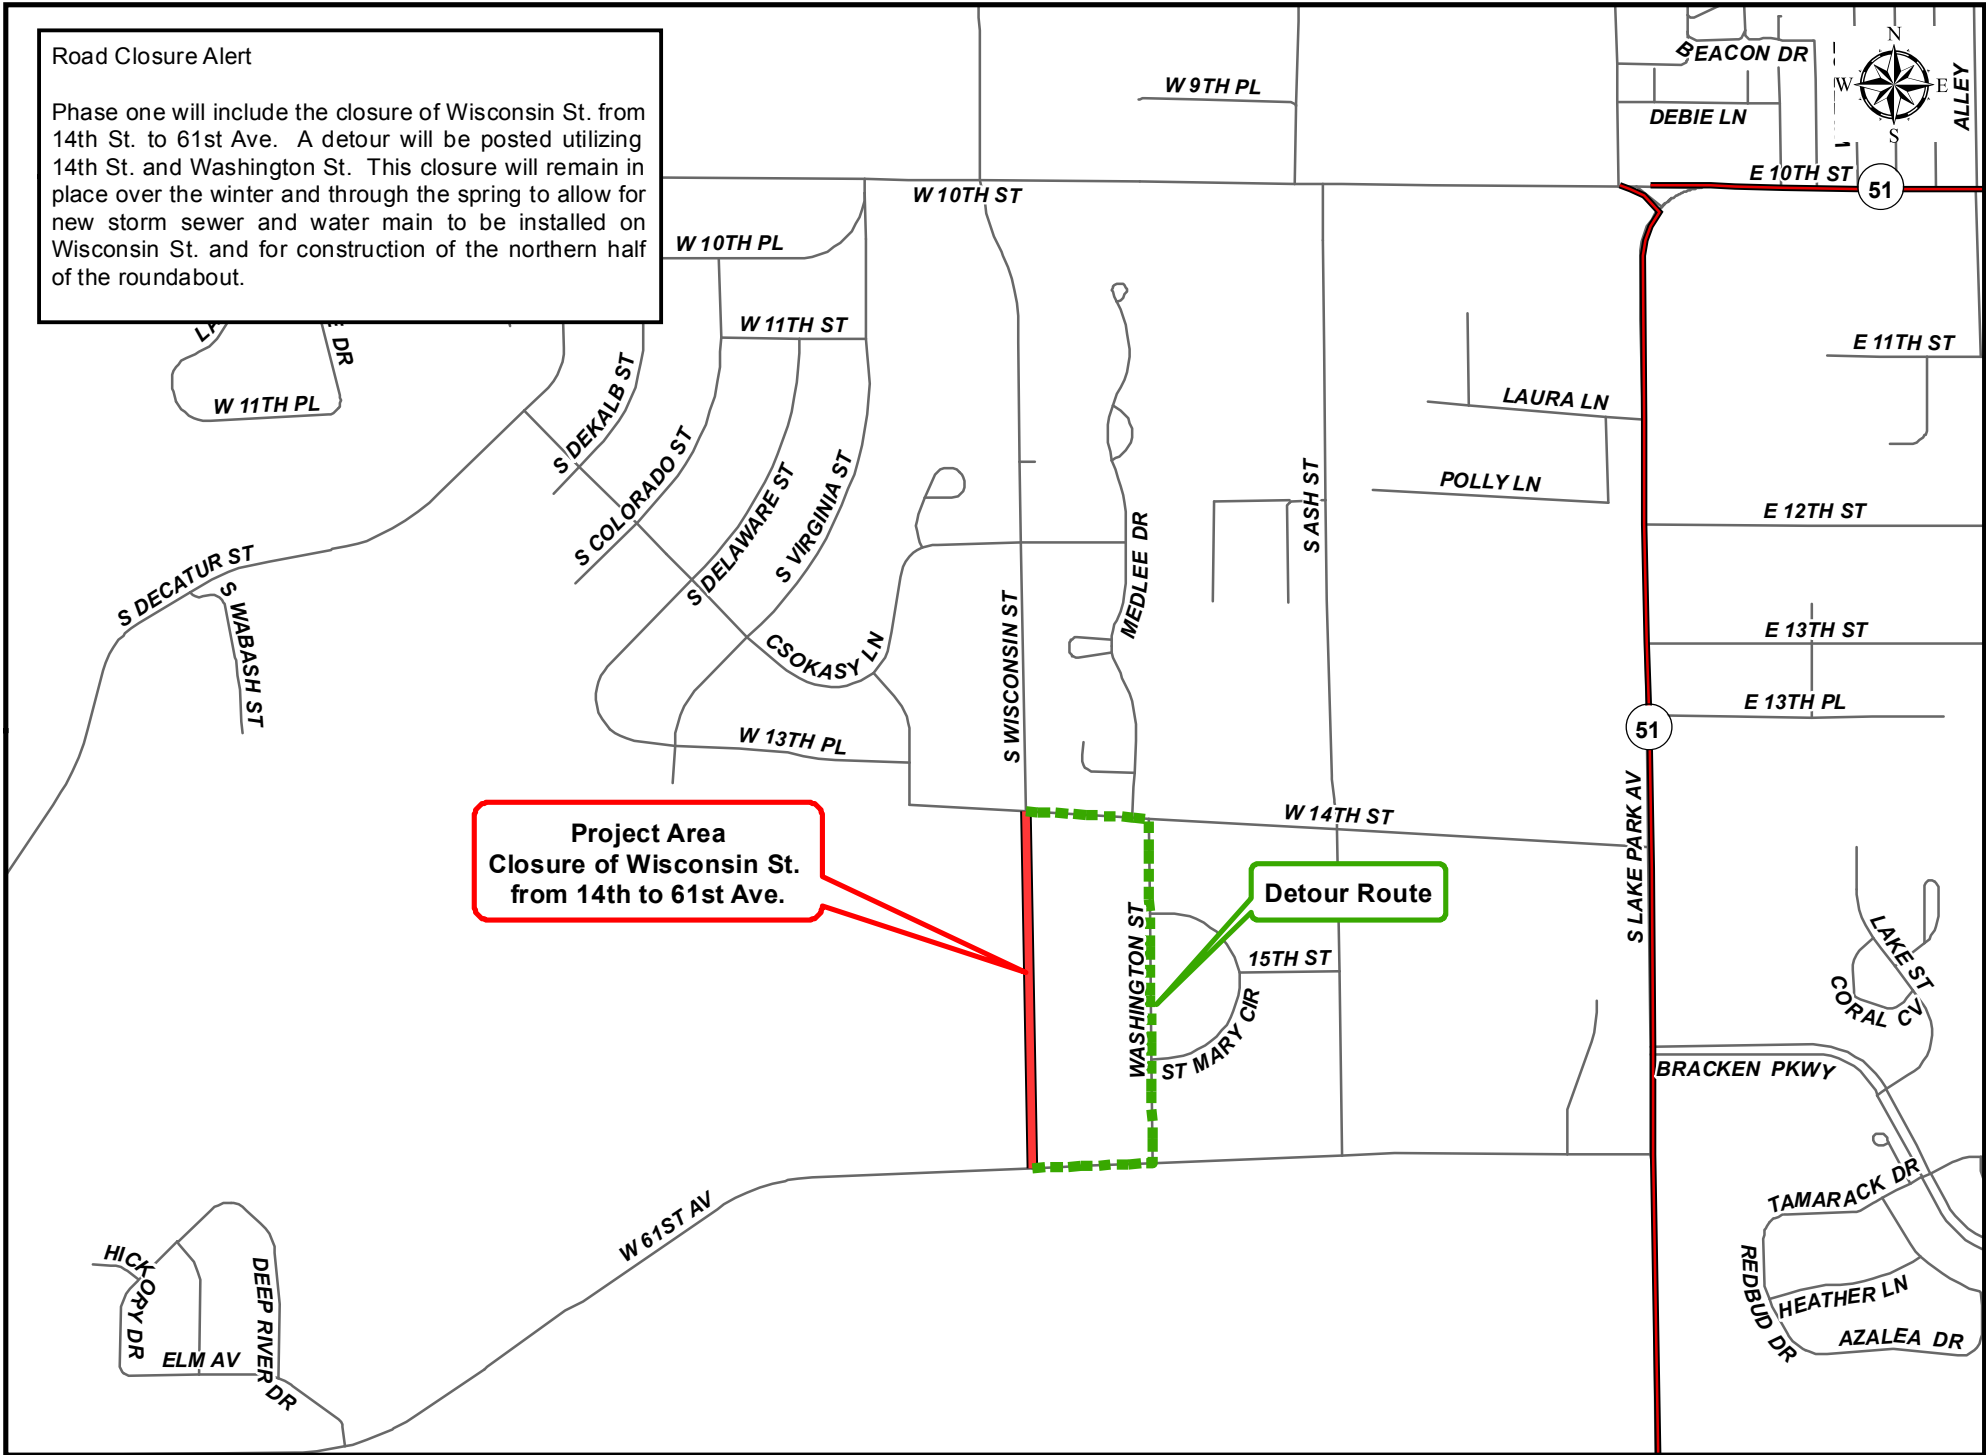 Road Closure Alert
Phase one will include the closure of Wisconsin St. from
14th St. to 61st Ave. A detour will be posted utilizing
14th St. and Washington St. This closure will remain in
place over the winter and through the spring to allow for
new storm sewer and water main to be installed on
Wisconsin St. and for construction of the northern half
of the roundabout.
BEACON DR
N
W
E
S
ALLEY
W 9TH PL
DEBIE LN
E 10TH ST
51
W 10TH ST
W 10TH PL
W 11TH ST
E 11TH ST
DR
W 11TH PL
LAURA LN
S DEKALB ST
S COLORADO ST
S DELAWARE ST
S VIRGINIA ST
S ASH ST
POLLY LN
E 12TH ST
S DECATUR ST
S WABASH ST
MEDLEE DR
S WISCONSIN ST
CSOKASY LN
E 13TH ST
E 13TH PL
W 13TH PL
51
Project Area
Closure of Wisconsin St.
from 14th to 61st Ave.
W 14TH ST
S LAKE PARK AV
Detour Route
WASHINGTON ST
15TH ST
ST MARY CIR
LAKE ST
CORAL CV
BRACKEN PKWY
W 61ST AV
TAMARACK DR
REDBUD DR
HEATHER LN
AZALEA DR
HICKORY DR
DEEP RIVER DR
ELM AV